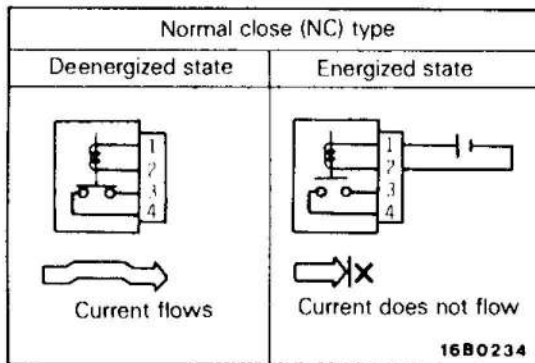 Normal close (NC) type
Deenergized state
Energized state
1
2
3
4
1
2
3
4
Current flows
Current does not flow
16B0234